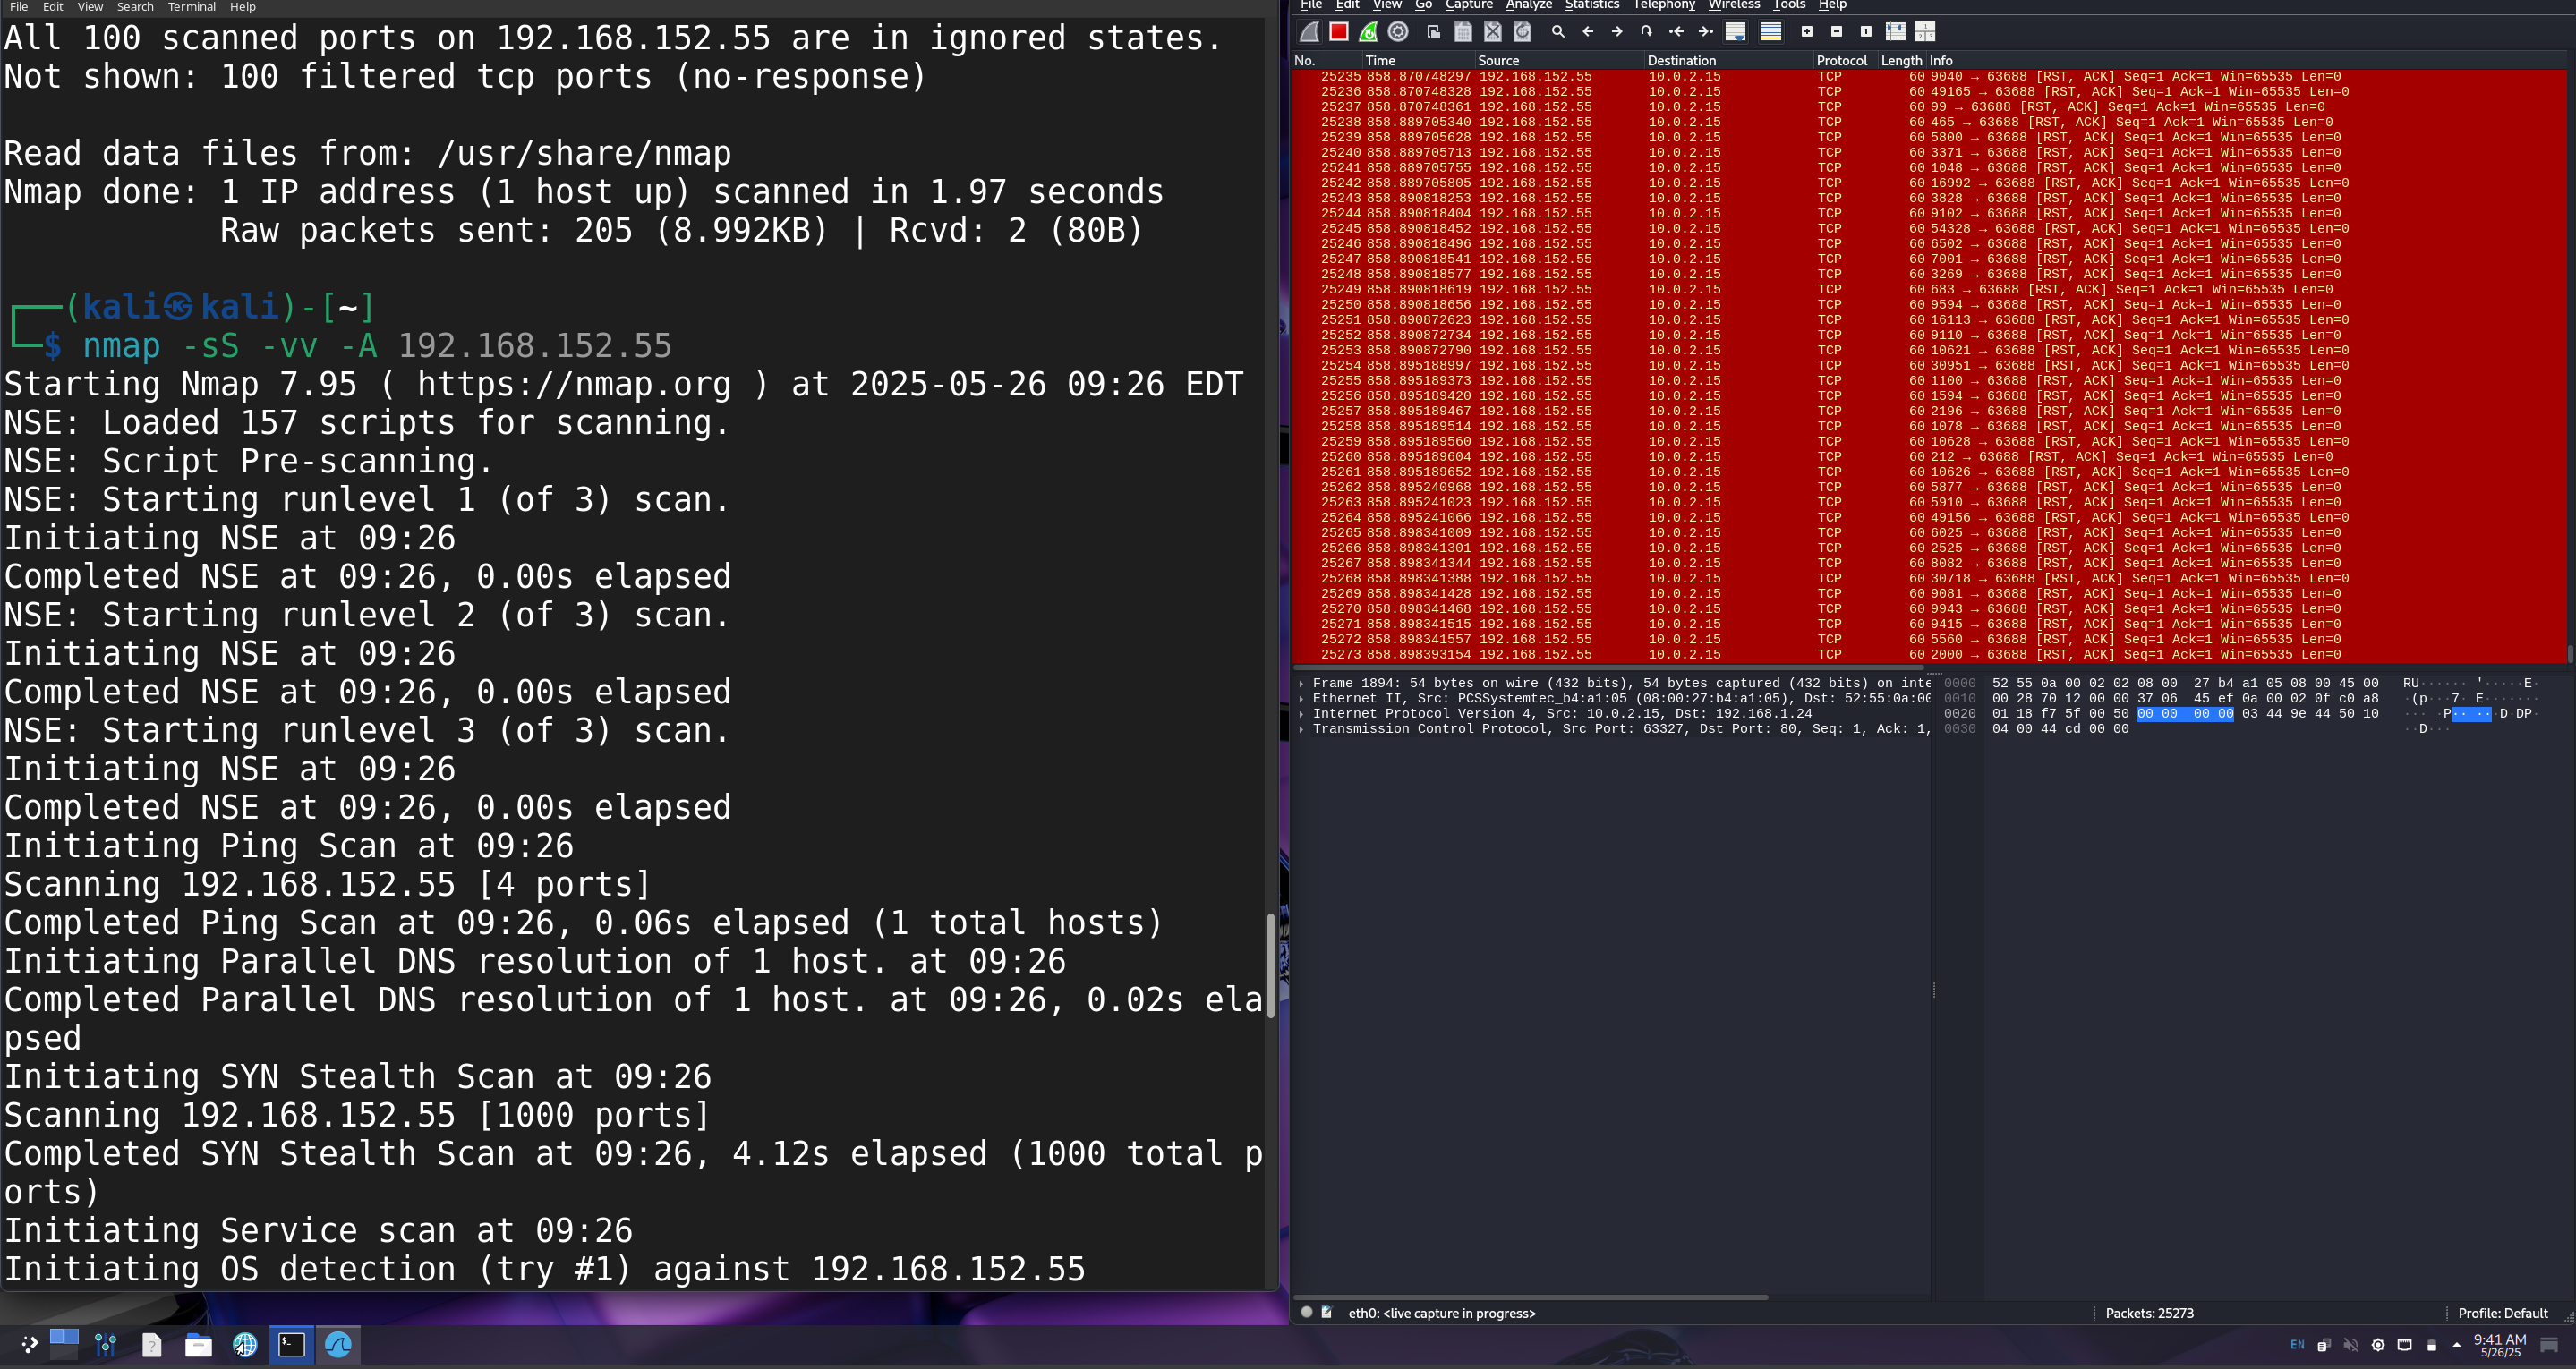 File Edit View Search Terminal Help
All 100 scanned ports on 192.168.152.55 are in ignored states.
Not shown: 100 filtered tcp ports (no-response)
Read data files from: /usr/share/nmap
Nmap done: 1 IP address (1 host up) scanned in 1.97 seconds
Raw packets sent: 205 (8.992KB) | Rcvd: 2 (80B)
┌──(kali㉿kali)-[~]
└─$ nmap -sS -vv -A 192.168.152.55
Starting Nmap 7.95 ( https://nmap.org ) at 2025-05-26 09:26 EDT
NSE: Loaded 157 scripts for scanning.
NSE: Script Pre-scanning.
NSE: Starting runlevel 1 (of 3) scan.
Initiating NSE at 09:26
Completed NSE at 09:26, 0.00s elapsed
NSE: Starting runlevel 2 (of 3) scan.
Initiating NSE at 09:26
Completed NSE at 09:26, 0.00s elapsed
NSE: Starting runlevel 3 (of 3) scan.
Initiating NSE at 09:26
Completed NSE at 09:26, 0.00s elapsed
Initiating Ping Scan at 09:26
Scanning 192.168.152.55 [4 ports]
Completed Ping Scan at 09:26, 0.06s elapsed (1 total hosts)
Initiating Parallel DNS resolution of 1 host. at 09:26
Completed Parallel DNS resolution of 1 host. at 09:26, 0.02s ela
psed
Initiating SYN Stealth Scan at 09:26
Scanning 192.168.152.55 [1000 ports]
Completed SYN Stealth Scan at 09:26, 4.12s elapsed (1000 total p
orts)
Initiating Service scan at 09:26
Initiating OS detection (try #1) against 192.168.152.55
File Edit View Go Capture Analyze Statistics Telephony Wireless Tools Help
No. Time Source Destination Protocol Length Info
25235 858.870748297 192.168.152.55 10.0.2.15 TCP 60 9040 → 63688 [RST, ACK] Seq=1 Ack=1 Win=65535 Len=0
25236 858.870748328 192.168.152.55 10.0.2.15 TCP 60 49165 → 63688 [RST, ACK] Seq=1 Ack=1 Win=65535 Len=0
25237 858.870748361 192.168.152.55 10.0.2.15 TCP 60 99 → 63688 [RST, ACK] Seq=1 Ack=1 Win=65535 Len=0
25238 858.889705340 192.168.152.55 10.0.2.15 TCP 60 465 → 63688 [RST, ACK] Seq=1 Ack=1 Win=65535 Len=0
25239 858.889705628 192.168.152.55 10.0.2.15 TCP 60 5800 → 63688 [RST, ACK] Seq=1 Ack=1 Win=65535 Len=0
25240 858.889705713 192.168.152.55 10.0.2.15 TCP 60 3371 → 63688 [RST, ACK] Seq=1 Ack=1 Win=65535 Len=0
25241 858.889705755 192.168.152.55 10.0.2.15 TCP 60 1048 → 63688 [RST, ACK] Seq=1 Ack=1 Win=65535 Len=0
25242 858.889705805 192.168.152.55 10.0.2.15 TCP 60 16992 → 63688 [RST, ACK] Seq=1 Ack=1 Win=65535 Len=0
25243 858.890818253 192.168.152.55 10.0.2.15 TCP 60 3828 → 63688 [RST, ACK] Seq=1 Ack=1 Win=65535 Len=0
25244 858.890818404 192.168.152.55 10.0.2.15 TCP 60 9102 → 63688 [RST, ACK] Seq=1 Ack=1 Win=65535 Len=0
25245 858.890818452 192.168.152.55 10.0.2.15 TCP 60 54328 → 63688 [RST, ACK] Seq=1 Ack=1 Win=65535 Len=0
25246 858.890818496 192.168.152.55 10.0.2.15 TCP 60 6502 → 63688 [RST, ACK] Seq=1 Ack=1 Win=65535 Len=0
25247 858.890818541 192.168.152.55 10.0.2.15 TCP 60 7001 → 63688 [RST, ACK] Seq=1 Ack=1 Win=65535 Len=0
25248 858.890818577 192.168.152.55 10.0.2.15 TCP 60 3269 → 63688 [RST, ACK] Seq=1 Ack=1 Win=65535 Len=0
25249 858.890818619 192.168.152.55 10.0.2.15 TCP 60 683 → 63688 [RST, ACK] Seq=1 Ack=1 Win=65535 Len=0
25250 858.890818656 192.168.152.55 10.0.2.15 TCP 60 9594 → 63688 [RST, ACK] Seq=1 Ack=1 Win=65535 Len=0
25251 858.890872623 192.168.152.55 10.0.2.15 TCP 60 16113 → 63688 [RST, ACK] Seq=1 Ack=1 Win=65535 Len=0
25252 858.890872734 192.168.152.55 10.0.2.15 TCP 60 9110 → 63688 [RST, ACK] Seq=1 Ack=1 Win=65535 Len=0
25253 858.890872790 192.168.152.55 10.0.2.15 TCP 60 10621 → 63688 [RST, ACK] Seq=1 Ack=1 Win=65535 Len=0
25254 858.895188997 192.168.152.55 10.0.2.15 TCP 60 30951 → 63688 [RST, ACK] Seq=1 Ack=1 Win=65535 Len=0
25255 858.895189373 192.168.152.55 10.0.2.15 TCP 60 1100 → 63688 [RST, ACK] Seq=1 Ack=1 Win=65535 Len=0
25256 858.895189420 192.168.152.55 10.0.2.15 TCP 60 1594 → 63688 [RST, ACK] Seq=1 Ack=1 Win=65535 Len=0
25257 858.895189467 192.168.152.55 10.0.2.15 TCP 60 2196 → 63688 [RST, ACK] Seq=1 Ack=1 Win=65535 Len=0
25258 858.895189514 192.168.152.55 10.0.2.15 TCP 60 1078 → 63688 [RST, ACK] Seq=1 Ack=1 Win=65535 Len=0
25259 858.895189560 192.168.152.55 10.0.2.15 TCP 60 10628 → 63688 [RST, ACK] Seq=1 Ack=1 Win=65535 Len=0
25260 858.895189604 192.168.152.55 10.0.2.15 TCP 60 212 → 63688 [RST, ACK] Seq=1 Ack=1 Win=65535 Len=0
25261 858.895189652 192.168.152.55 10.0.2.15 TCP 60 10626 → 63688 [RST, ACK] Seq=1 Ack=1 Win=65535 Len=0
25262 858.895240968 192.168.152.55 10.0.2.15 TCP 60 5877 → 63688 [RST, ACK] Seq=1 Ack=1 Win=65535 Len=0
25263 858.895241023 192.168.152.55 10.0.2.15 TCP 60 5910 → 63688 [RST, ACK] Seq=1 Ack=1 Win=65535 Len=0
25264 858.895241066 192.168.152.55 10.0.2.15 TCP 60 49156 → 63688 [RST, ACK] Seq=1 Ack=1 Win=65535 Len=0
25265 858.898341009 192.168.152.55 10.0.2.15 TCP 60 6025 → 63688 [RST, ACK] Seq=1 Ack=1 Win=65535 Len=0
25266 858.898341301 192.168.152.55 10.0.2.15 TCP 60 2525 → 63688 [RST, ACK] Seq=1 Ack=1 Win=65535 Len=0
25267 858.898341344 192.168.152.55 10.0.2.15 TCP 60 8082 → 63688 [RST, ACK] Seq=1 Ack=1 Win=65535 Len=0
25268 858.898341388 192.168.152.55 10.0.2.15 TCP 60 30718 → 63688 [RST, ACK] Seq=1 Ack=1 Win=65535 Len=0
25269 858.898341428 192.168.152.55 10.0.2.15 TCP 60 9081 → 63688 [RST, ACK] Seq=1 Ack=1 Win=65535 Len=0
25270 858.898341468 192.168.152.55 10.0.2.15 TCP 60 9943 → 63688 [RST, ACK] Seq=1 Ack=1 Win=65535 Len=0
25271 858.898341515 192.168.152.55 10.0.2.15 TCP 60 9415 → 63688 [RST, ACK] Seq=1 Ack=1 Win=65535 Len=0
25272 858.898341557 192.168.152.55 10.0.2.15 TCP 60 5560 → 63688 [RST, ACK] Seq=1 Ack=1 Win=65535 Len=0
25273 858.898393154 192.168.152.55 10.0.2.15 TCP 60 2000 → 63688 [RST, ACK] Seq=1 Ack=1 Win=65535 Len=0
Frame 1894: 54 bytes on wire (432 bits), 54 bytes captured (432 bits) on inte
Ethernet II, Src: PCSSystemtec_b4:a1:05 (08:00:27:b4:a1:05), Dst: 52:55:0a:00
Internet Protocol Version 4, Src: 10.0.2.15, Dst: 192.168.1.24
Transmission Control Protocol, Src Port: 63327, Dst Port: 80, Seq: 1, Ack: 1,
0000 52 55 0a 00 02 02 08 00 27 b4 a1 05 08 00 45 00 RU······ '·····E·
0010 00 28 70 12 00 00 37 06 45 ef 0a 00 02 0f c0 a8 ·(p···7· E·······
0020 01 18 f7 5f 00 50 00 00 00 00 03 44 9e 44 50 10 ···_·P·· ···D·DP·
0030 04 00 44 cd 00 00 ··D···
eth0: <live capture in progress>
Packets: 25273
Profile: Default
EN
9:41 AM
5/26/25